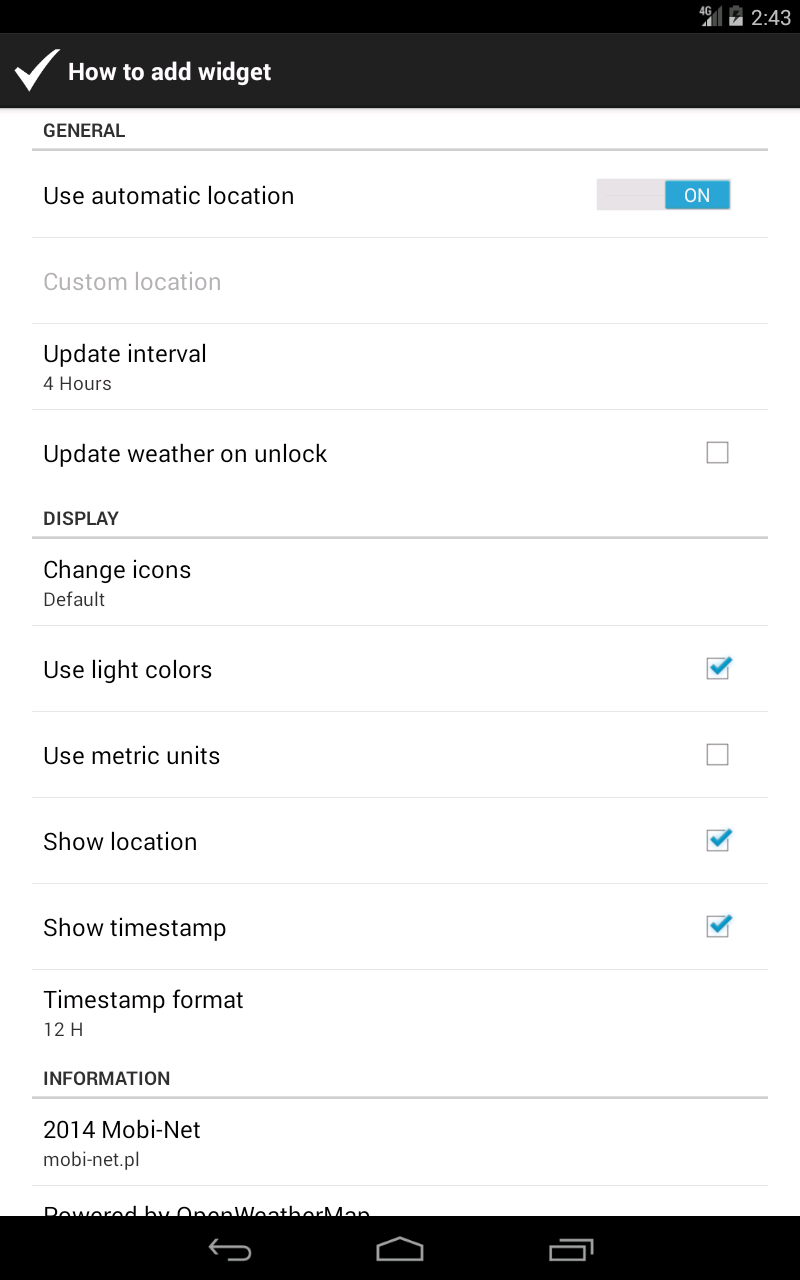 4G 2:43
How to add widget
GENERAL
Use automatic location ON
Custom location
Update interval
4 Hours
Update weather on unlock
DISPLAY
Change icons
Default
Use light colors
Use metric units
Show location
Show timestamp
Timestamp format
12 H
INFORMATION
2014 Mobi-Net
mobi-net.pl
Powered by OpenWeatherMap